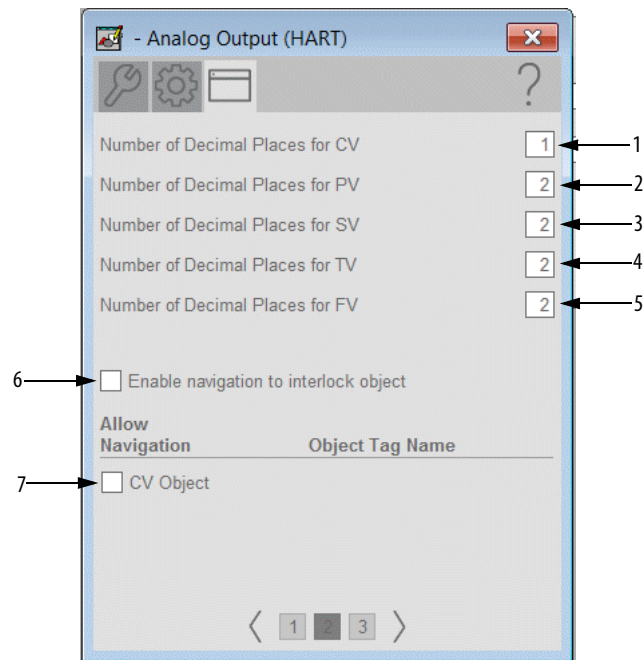 - Analog Output (HART)
?
Number of Decimal Places for CV 1 1
Number of Decimal Places for PV 2 2
Number of Decimal Places for SV 2 3
Number of Decimal Places for TV 2 4
Number of Decimal Places for FV 2 5
6 Enable navigation to interlock object
Allow
Navigation Object Tag Name
7 CV Object
1 2 3